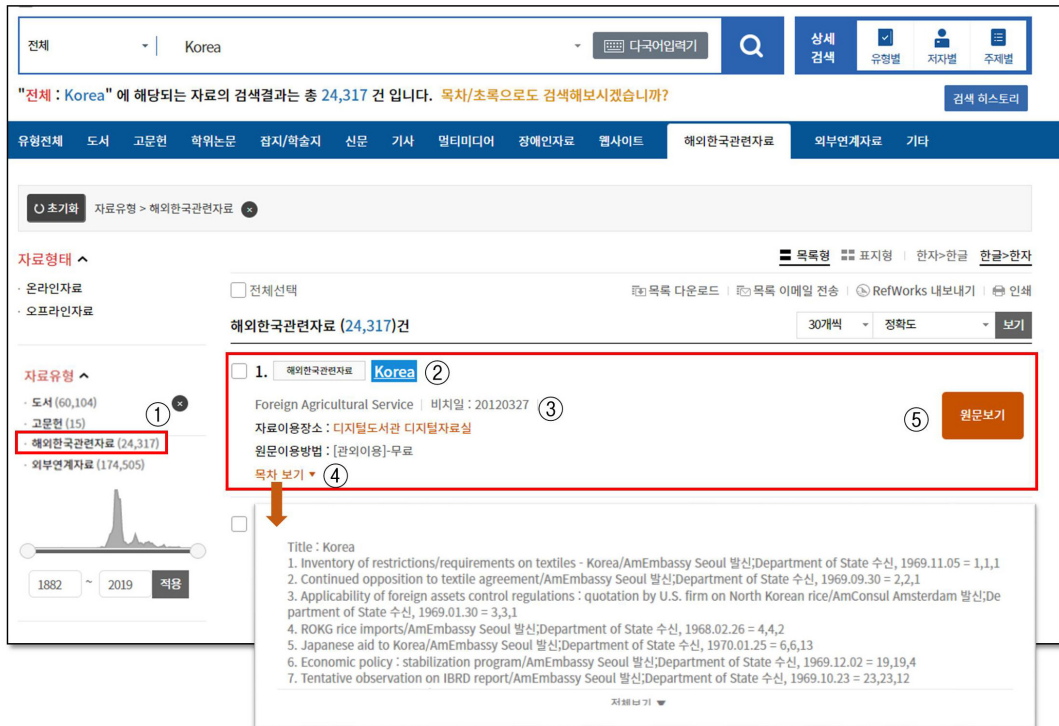 전체 Korea 다국어입력기 상세 검색 유형별 저자별 주제별
"전체 : Korea" 에 해당되는 자료의 검색결과는 총 24,317 건 입니다. 목차/초록으로도 검색해보시겠습니까? 검색 히스토리
유형전체 도서 고문헌 학위논문 잡지/학술지 신문 기사 멀티미디어 장애인자료 웹사이트 해외한국관련자료 외부연계자료 기타
초기화 자료유형 > 해외한국관련자료
자료형태
· 온라인자료
· 오프라인자료
자료유형
· 도서 (60,104) ①
· 고문헌 (15)
· 해외한국관련자료 (24,317)
· 외부연계자료 (174,505)
1882 ~ 2019 적용
목록형 표지형 | 한자>한글 한글>한자
전체선택 목록 다운로드 | 목록 이메일 전송 | RefWorks 내보내기 | 인쇄
해외한국관련자료 (24,317)건 30개씩 정확도 보기
1. 해외한국관련자료 Korea ②
Foreign Agricultural Service | 비치일 : 20120327 ③
자료이용장소 : 디지털도서관 디지털자료실
원문이용방법 : [관외이용]-무료
목차 보기 ▼ ④
⑤ 원문보기
Title : Korea
1. Inventory of restrictions/requirements on textiles - Korea/AmEmbassy Seoul 발신;Department of State 수신, 1969.11.05 = 1,1,1
2. Continued opposition to textile agreement/AmEmbassy Seoul 발신;Department of State 수신, 1969.09.30 = 2,2,1
3. Applicability of foreign assets control regulations : quotation by U.S. firm on North Korean rice/AmConsul Amsterdam 발신;De
partment of State 수신, 1969.01.30 = 3,3,1
4. ROKG rice imports/AmEmbassy Seoul 발신;Department of State 수신, 1968.02.26 = 4,4,2
5. Japanese aid to Korea/AmEmbassy Seoul 발신;Department of State 수신, 1970.01.25 = 6,6,13
6. Economic policy : stabilization program/AmEmbassy Seoul 발신;Department of State 수신, 1969.12.02 = 19,19,4
7. Tentative observation on IBRD report/AmEmbassy Seoul 발신;Department of State 수신, 1969.10.23 = 23,23,12
전체보기 ▼